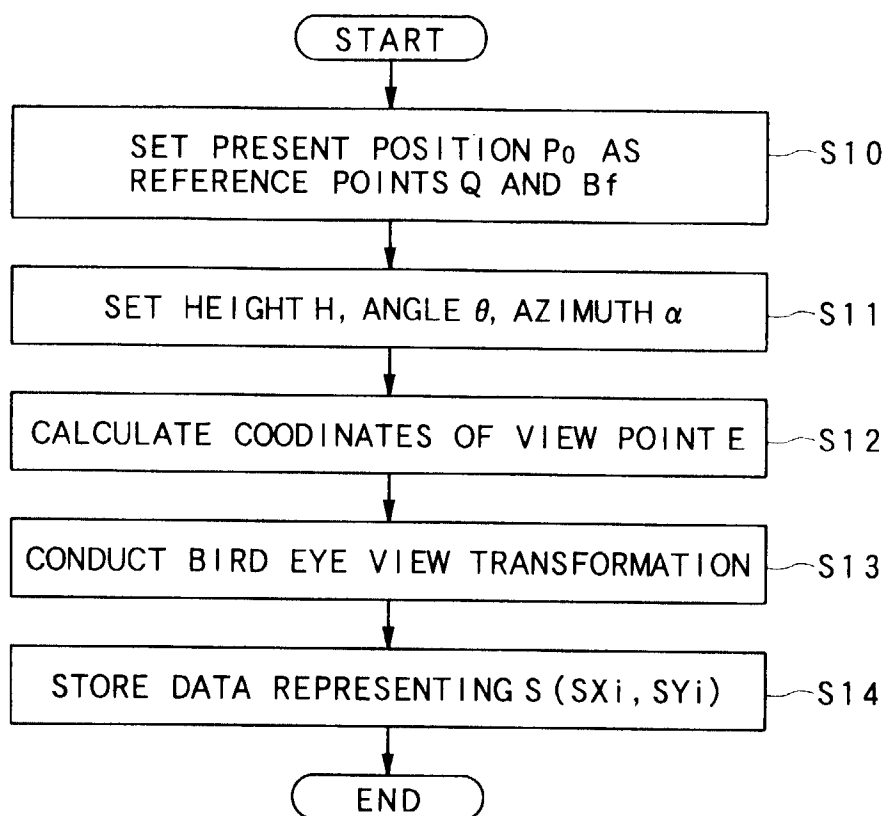 START
SET PRESENT POSITION P0 AS
REFERENCE POINTS Q AND Bf
S10
SET HEIGHT H, ANGLE θ, AZIMUTH α
S11
CALCULATE COODINATES OF VIEW POINT E
S12
CONDUCT BIRD EYE VIEW TRANSFORMATION
S13
STORE DATA REPRESENTING S (SXi, SYi)
S14
END